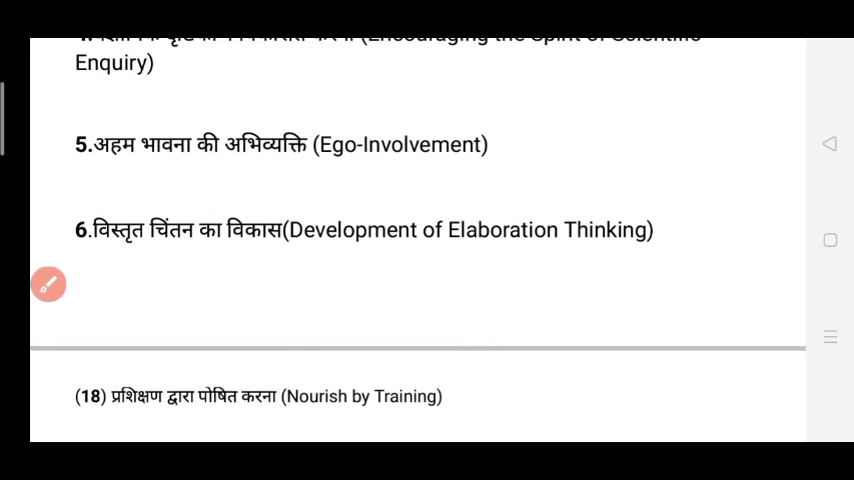 Enquiry)
5.अहम भावना की अभिव्यक्ति (Ego-Involvement)
6.विस्तृत चिंतन का विकास(Development of Elaboration Thinking)
(18) प्रशिक्षण द्वारा पोषित करना (Nourish by Training)